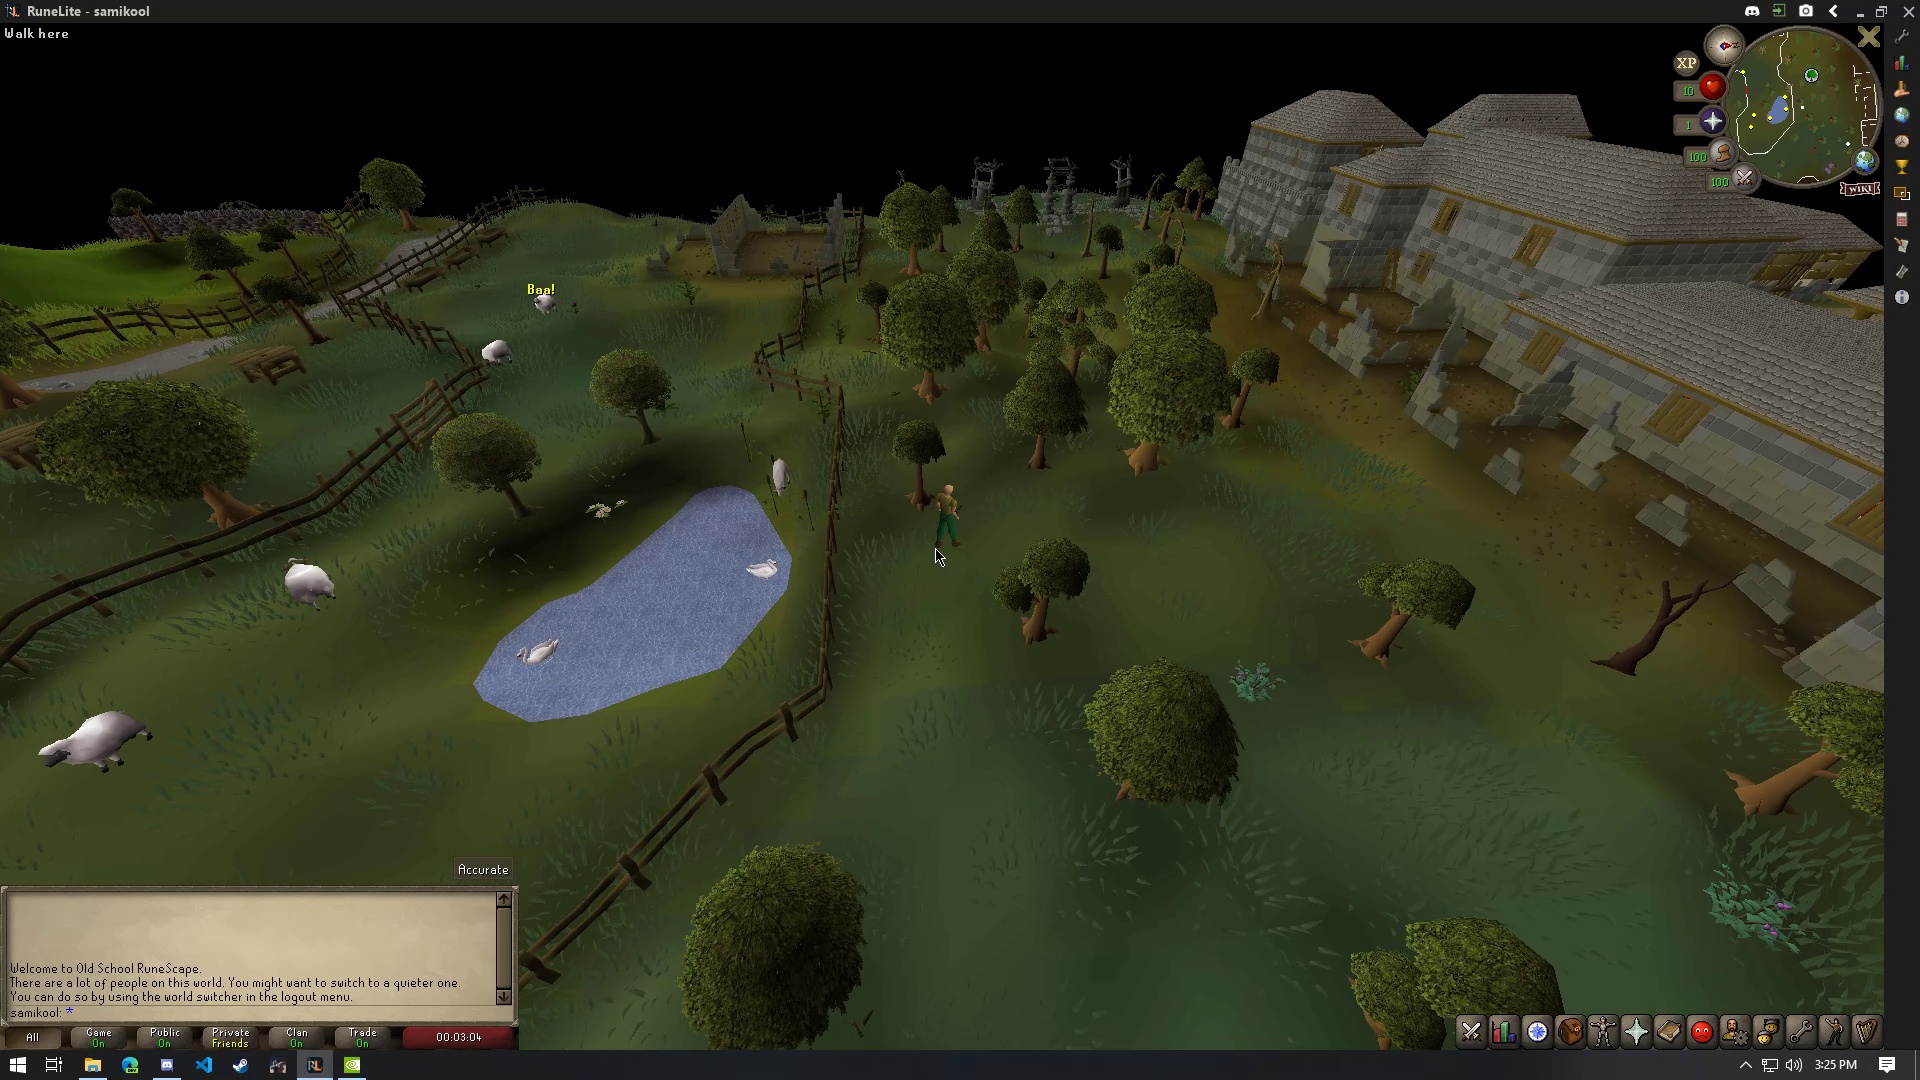 RuneLite - samikool
Walk here
XP
10
1
100
100
WIKI
Baa!
Accurate
Welcome to Old School RuneScape.
There are a lot of people on this world. You might want to switch to a quieter one.
You can do so by using the world switcher in the logout menu.
samikool: *
All
Game
On
Public
On
Private
Friends
Clan
On
Trade
On
00:03:04
3:25 PM